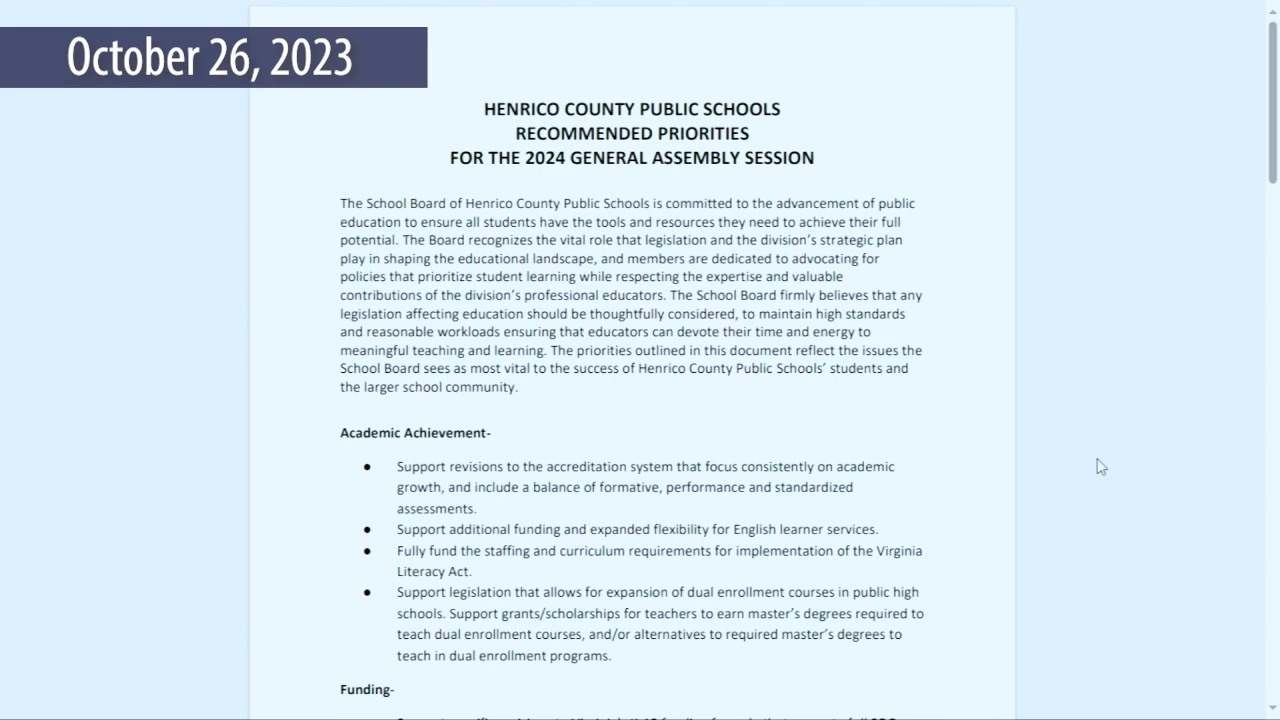 October 26, 2023
HENRICO COUNTY PUBLIC SCHOOLS
RECOMMENDED PRIORITIES
FOR THE 2024 GENERAL ASSEMBLY SESSION
The School Board of Henrico County Public Schools is committed to the advancement of public
education to ensure all students have the tools and resources they need to achieve their full
potential. The Board recognizes the vital role that legislation and the division’s strategic plan
play in shaping the educational landscape, and members are dedicated to advocating for
policies that prioritize student learning while respecting the expertise and valuable
contributions of the division’s professional educators. The School Board firmly believes that any
legislation affecting education should be thoughtfully considered, to maintain high standards
and reasonable workloads ensuring that educators can devote their time and energy to
meaningful teaching and learning. The priorities outlined in this document reflect the issues the
School Board sees as most vital to the success of Henrico County Public Schools’ students and
the larger school community.
Academic Achievement-
● Support revisions to the accreditation system that focus consistently on academic
growth, and include a balance of formative, performance and standardized
assessments.
● Support additional funding and expanded flexibility for English learner services.
● Fully fund the staffing and curriculum requirements for implementation of the Virginia
Literacy Act.
● Support legislation that allows for expansion of dual enrollment courses in public high
schools. Support grants/scholarships for teachers to earn master’s degrees required to
teach dual enrollment courses, and/or alternatives to required master’s degrees to
teach in dual enrollment programs.
Funding-